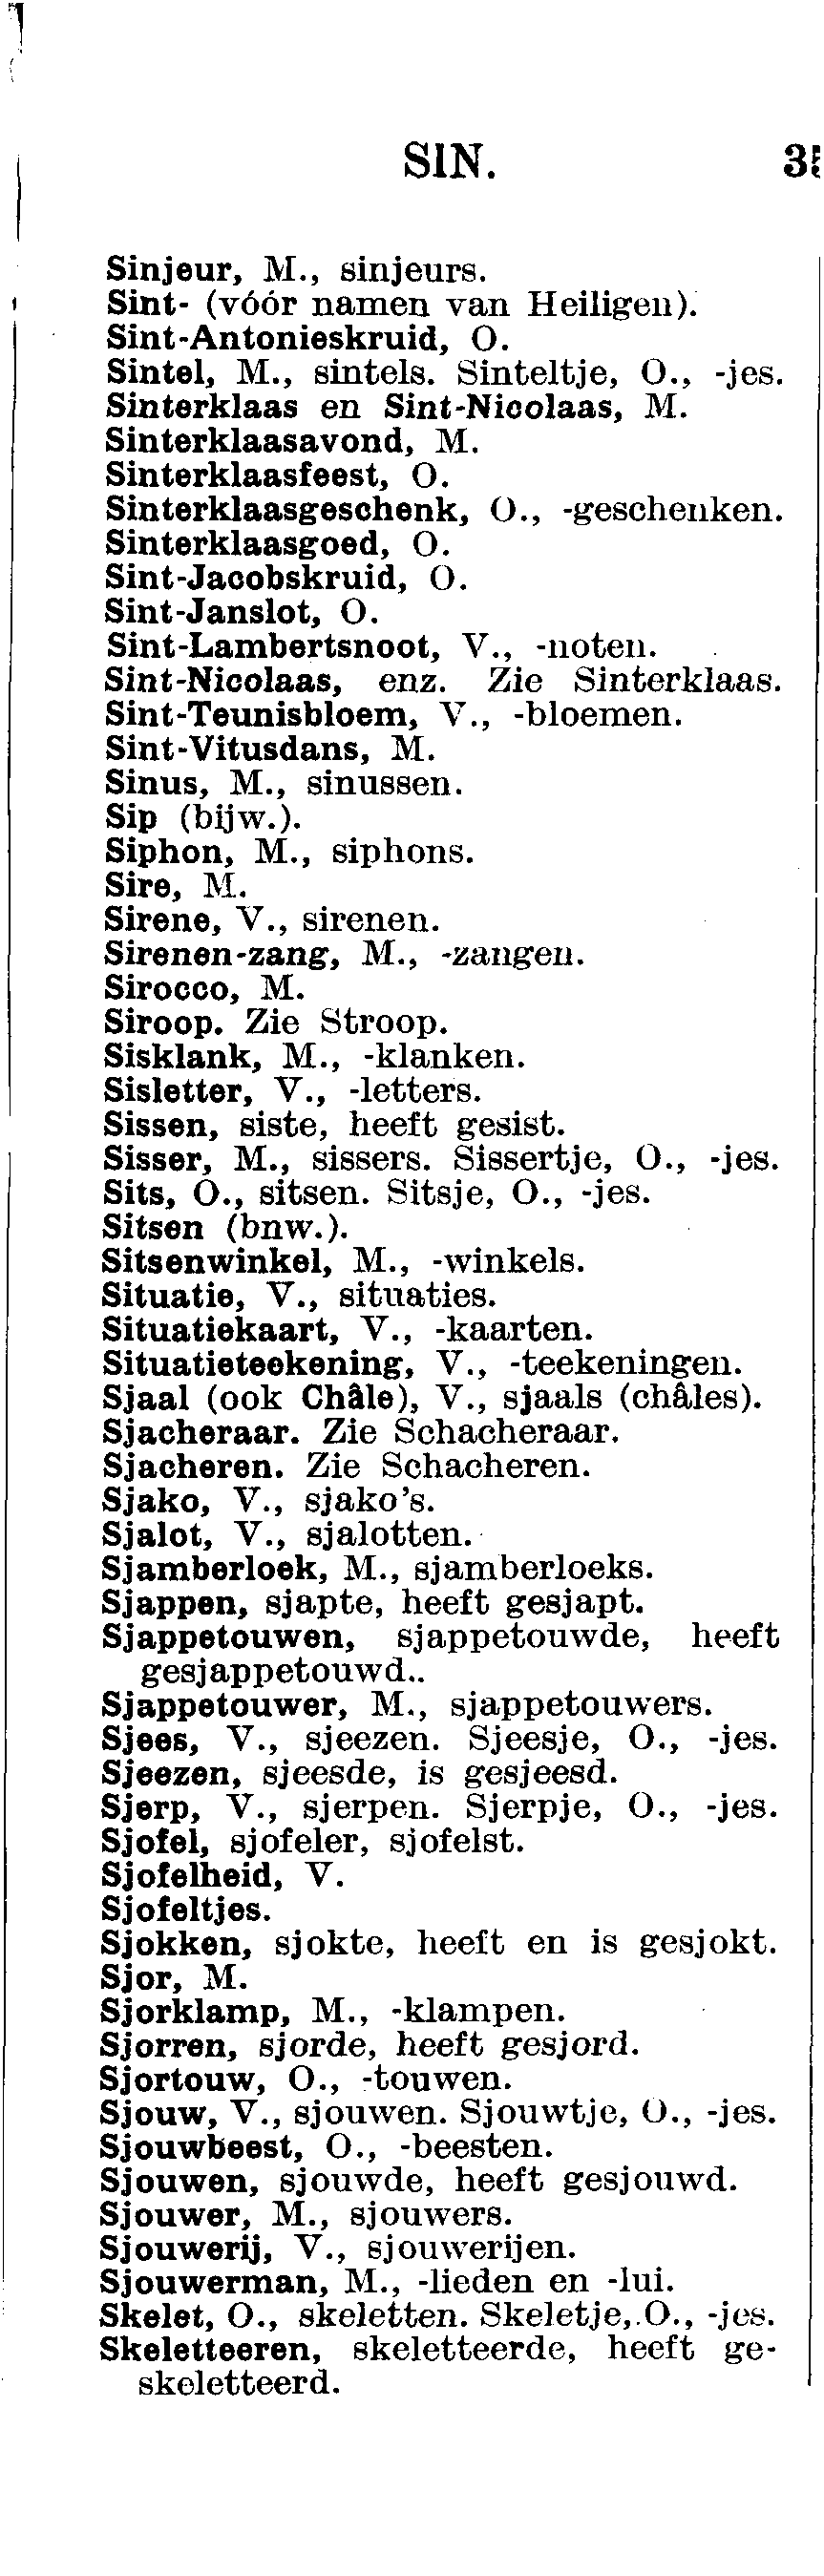 SIN.
Sinjeur, M., sinjeurs.
Sint- (vóór namen van Heiligen).
Sint-Antonieskruid, O.
Sintel, M., sintels. Sinteltje, O., -jes.
Sinterklaas en Sint-Nicolaas, M.
Sinterklaasavond, M.
Sinterklaasfeest, O.
Sinterklaasgeschenk, O., -geschenken.
Sinterklaasgoed, O.
Sint-Jacobskruid, O.
Sint-Janslot, O.
Sint-Lambertsnoot, V., -noten.
Sint-Nicolaas, enz. Zie Sinterklaas.
Sint-Teunisbloem, V., -bloemen.
Sint-Vitusdans, M.
Sinus, M., sinussen.
Sip (bijw.).
Siphon, M., siphons.
Sire, M.
Sirene, V., sirenen.
Sirenen-zang, M., -zangen.
Sirocco, M.
Siroop. Zie Stroop.
Sisklank, M., -klanken.
Sisletter, V., -letters.
Sissen, siste, heeft gesist.
Sisser, M., sissers. Sissertje, O., -jes.
Sits, O., sitsen. Sitsje, O., -jes.
Sitsen (bnw.).
Sitsenwinkel, M., -winkels.
Situatie, V., situaties.
Situatiekaart, V., -kaarten.
Situatieteekening, V., -teekeningen.
Sjaal (ook Châle), V., sjaals (châles).
Sjacheraar. Zie Schacheraar.
Sjacheren. Zie Schacheren.
Sjako, V., sjako's.
Sjalot, V., sjalotten.
Sjamberloek, M., sjamberloeks.
Sjappen, sjapte, heeft gesjapt.
Sjappetouwen, sjappetouwde, heeft
gesjappetouwd..
Sjappetouwer, M., sjappetouwers.
Sjees, V., sjeezen. Sjeesje, O., -jes.
Sjeezen, sjeesde, is gesjeesd.
Sjerp, V., sjerpen. Sjerpje, O., -jes.
Sjofel, sjofeler, sjofelst.
Sjofelheid, V.
Sjofeltjes.
Sjokken, sjokte, heeft en is gesjokt.
Sjor, M.
Sjorklamp, M., -klampen.
Sjorren, sjorde, heeft gesjord.
Sjortouw, O., -touwen.
Sjouw, V., sjouwen. Sjouwtje, O., -jes.
Sjouwbeest, O., -beesten.
Sjouwen, sjouwde, heeft gesjouwd.
Sjouwer, M., sjouwers.
Sjouwerij, V., sjouwerijen.
Sjouwerman, M., -lieden en -lui.
Skelet, O., skeletten. Skeletje, O., -jes.
Skeletteeren, skeletteerde, heeft ge-
skeletteerd.